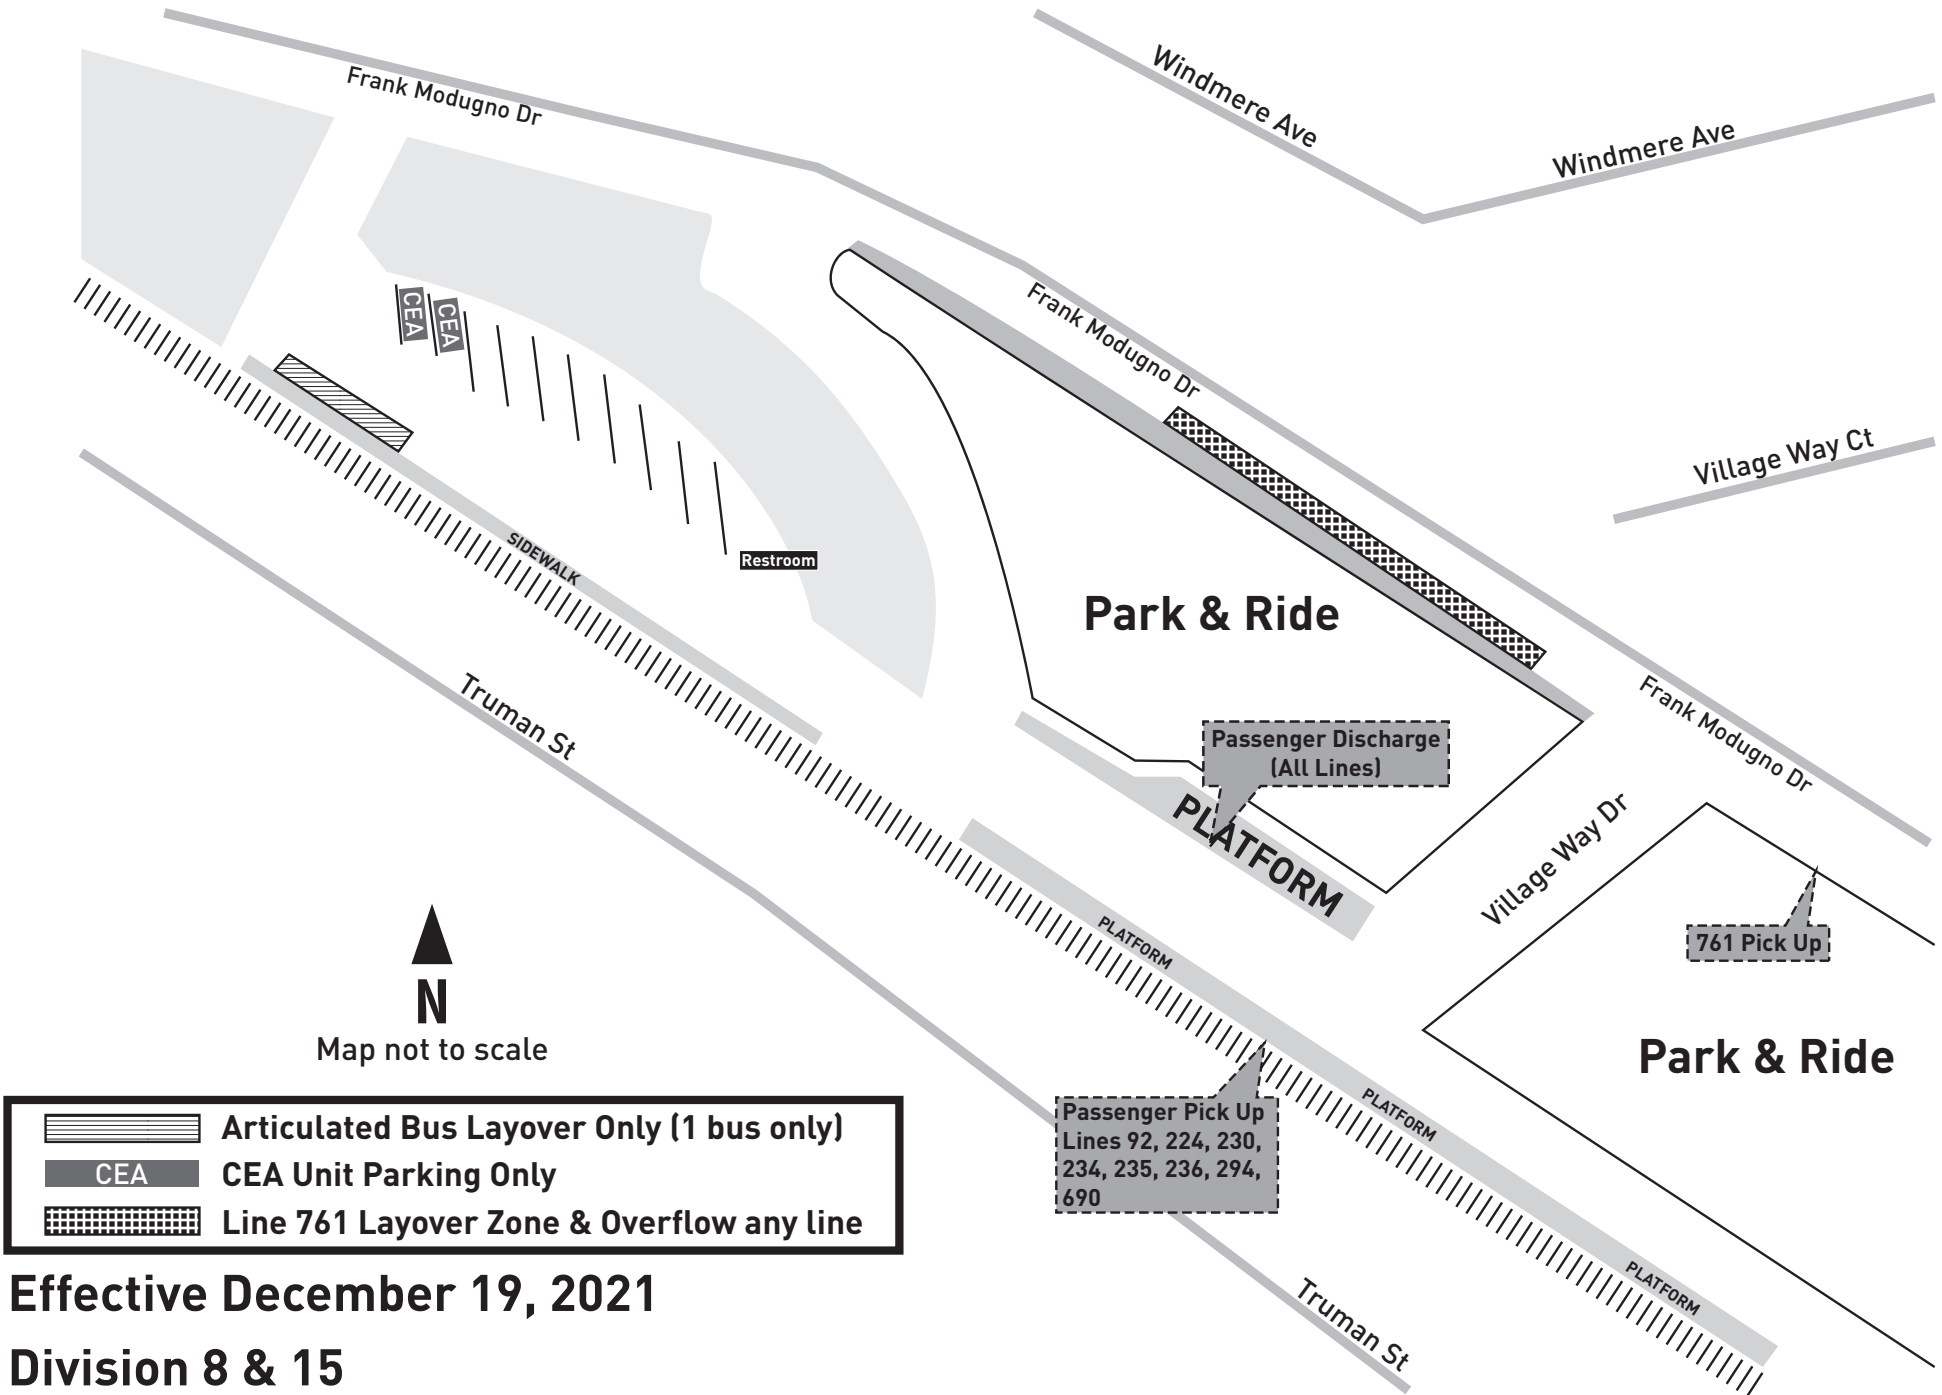 Frank Modugno Dr
Windmere Ave
Windmere Ave
CEA
CEA
Frank Modugno Dr
Village Way Ct
SIDEWALK
Restroom
Park & Ride
Truman St
Frank Modugno Dr
Passenger Discharge
(All Lines)
PLATFORM
Village Way Dr
PLATFORM
761 Pick Up
N
Map not to scale
Park & Ride
Passenger Pick Up
Lines 92, 224, 230,
234, 235, 236, 294,
690
PLATFORM
Articulated Bus Layover Only (1 bus only)
CEA
CEA Unit Parking Only
Line 761 Layover Zone & Overflow any line
PLATFORM
Truman St
Effective December 19, 2021
Division 8 & 15